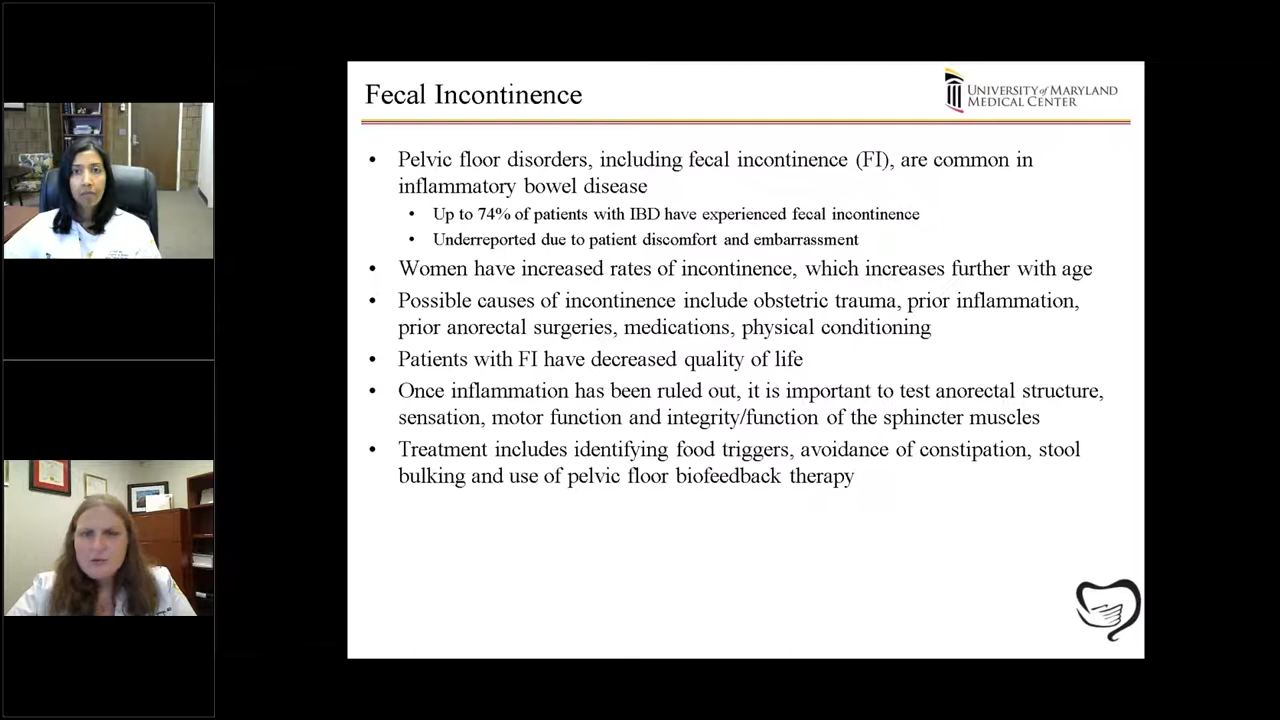 Fecal Incontinence
UNIVERSITY of MARYLAND
MEDICAL CENTER
• Pelvic floor disorders, including fecal incontinence (FI), are common in
inflammatory bowel disease
• Up to 74% of patients with IBD have experienced fecal incontinence
• Underreported due to patient discomfort and embarrassment
• Women have increased rates of incontinence, which increases further with age
• Possible causes of incontinence include obstetric trauma, prior inflammation,
prior anorectal surgeries, medications, physical conditioning
• Patients with FI have decreased quality of life
• Once inflammation has been ruled out, it is important to test anorectal structure,
sensation, motor function and integrity/function of the sphincter muscles
• Treatment includes identifying food triggers, avoidance of constipation, stool
bulking and use of pelvic floor biofeedback therapy